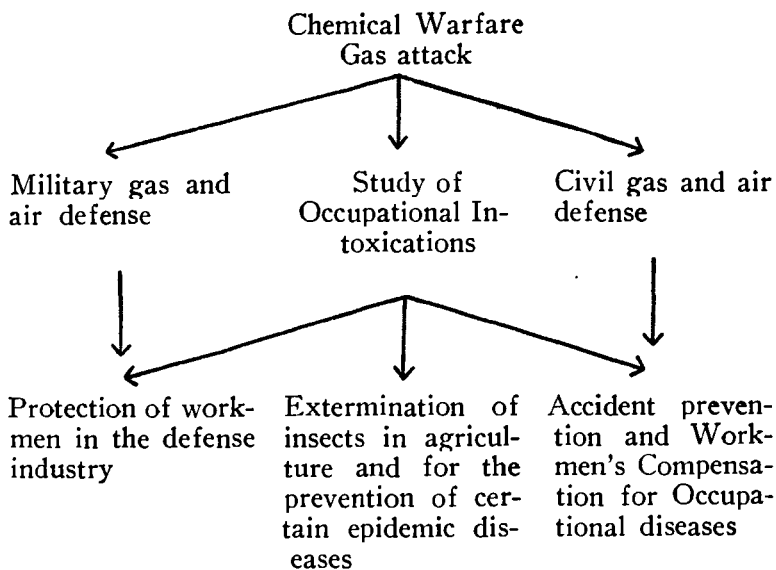 Chemical Warfare
Gas attack
Military gas and
air defense
Study of
Occupational In-
toxications
Civil gas and air
defense
Protection of work-
men in the defense
industry
Extermination of
insects in agricul-
ture and for the
prevention of cer-
tain epidemic dis-
eases
Accident preven-
tion and Work-
men's Compensa-
tion for Occupa-
tional diseases